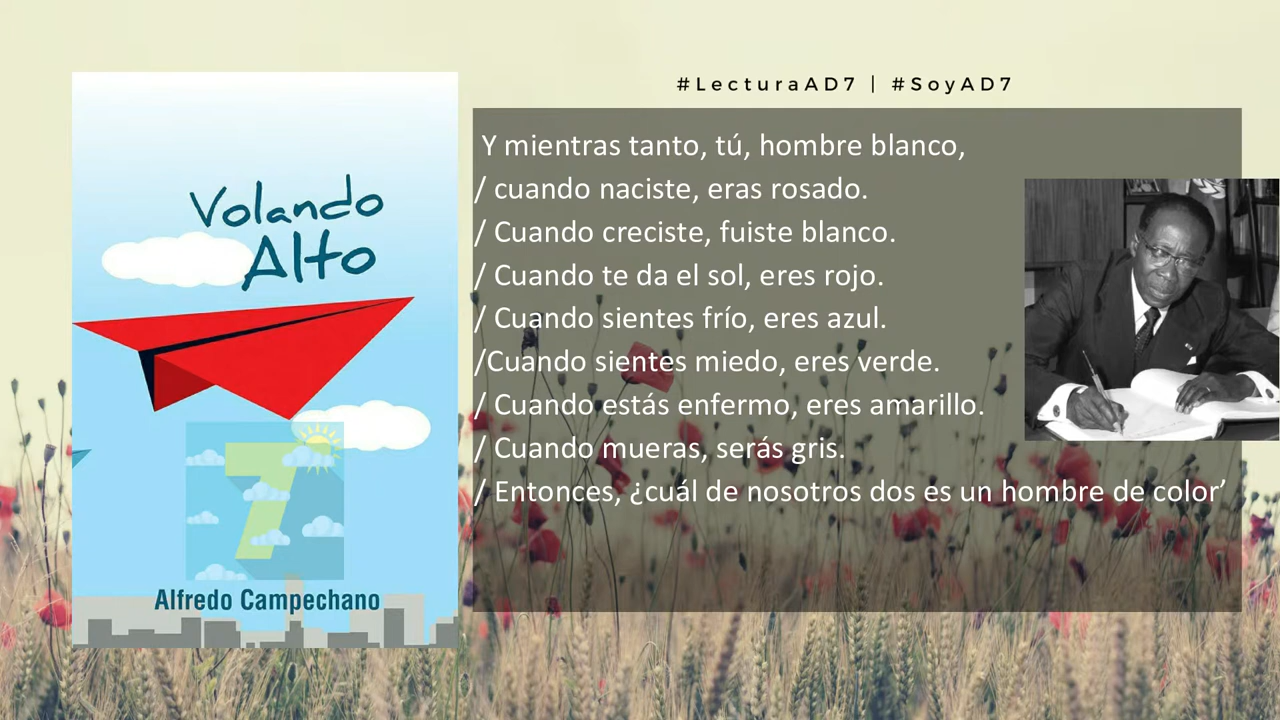 #LecturaAD7 | #SoyAD7
Volando
Alto
7
Alfredo Campechano
Y mientras tanto, tú, hombre blanco,
/ cuando naciste, eras rosado.
/ Cuando creciste, fuiste blanco.
/ Cuando te da el sol, eres rojo.
/ Cuando sientes frío, eres azul.
/Cuando sientes miedo, eres verde.
/ Cuando estás enfermo, eres amarillo.
/ Cuando mueras, serás gris.
/ Entonces, ¿cuál de nosotros dos es un hombre de color’